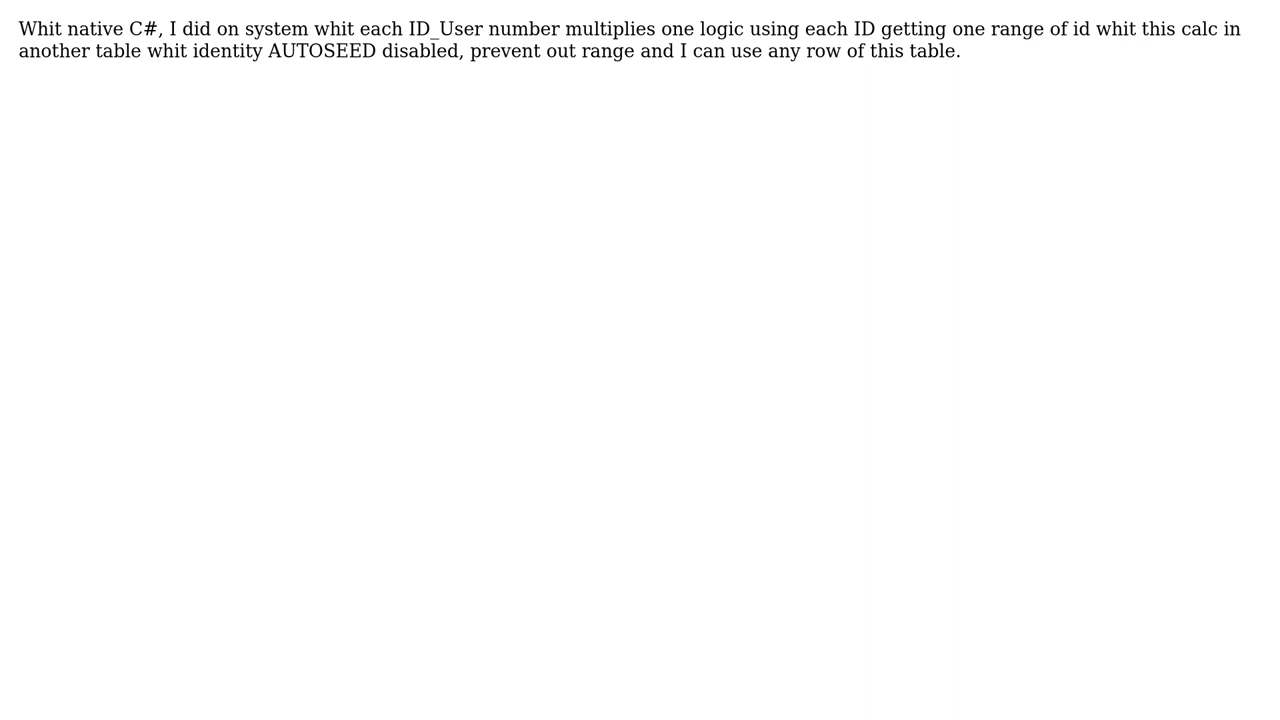 Whit native C#, I did on system whit each ID_User number multiplies one logic using each ID getting one range of id whit this calc in
another table whit identity AUTOSEED disabled, prevent out range and I can use any row of this table.